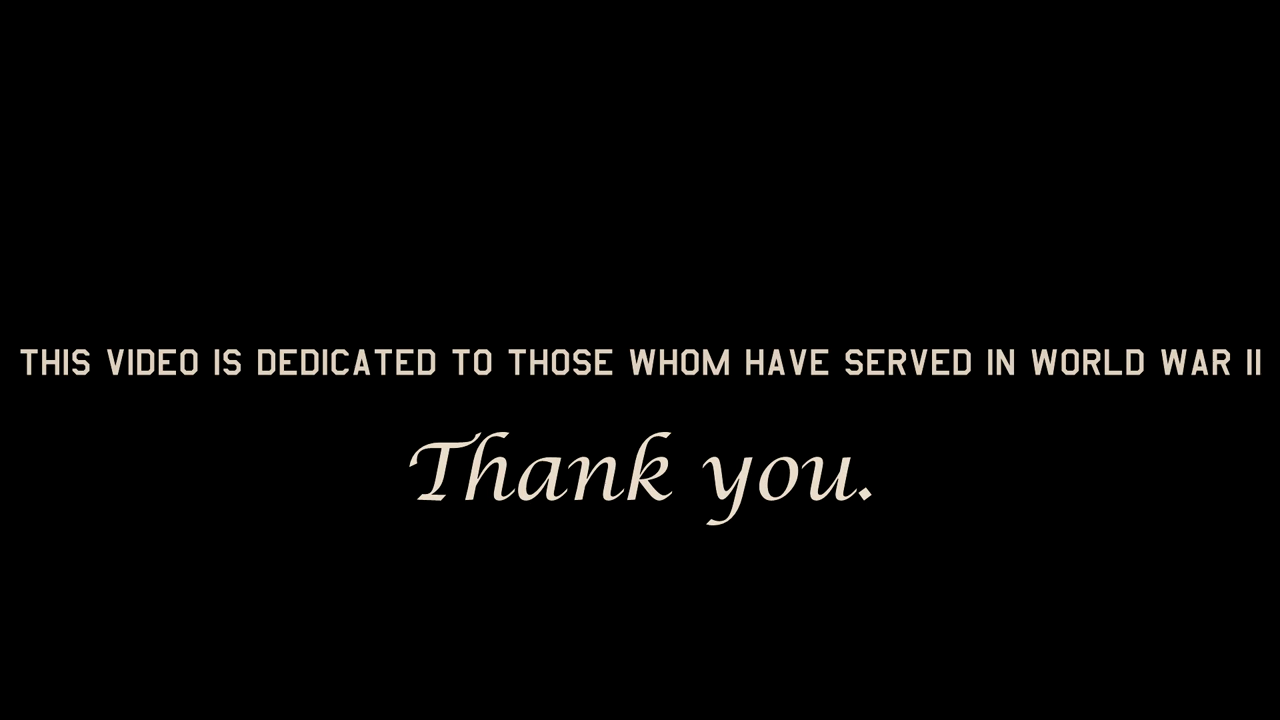 THIS VIDEO IS DEDICATED TO THOSE WHOM HAVE SERVED IN WORLD WAR II
Thank you.